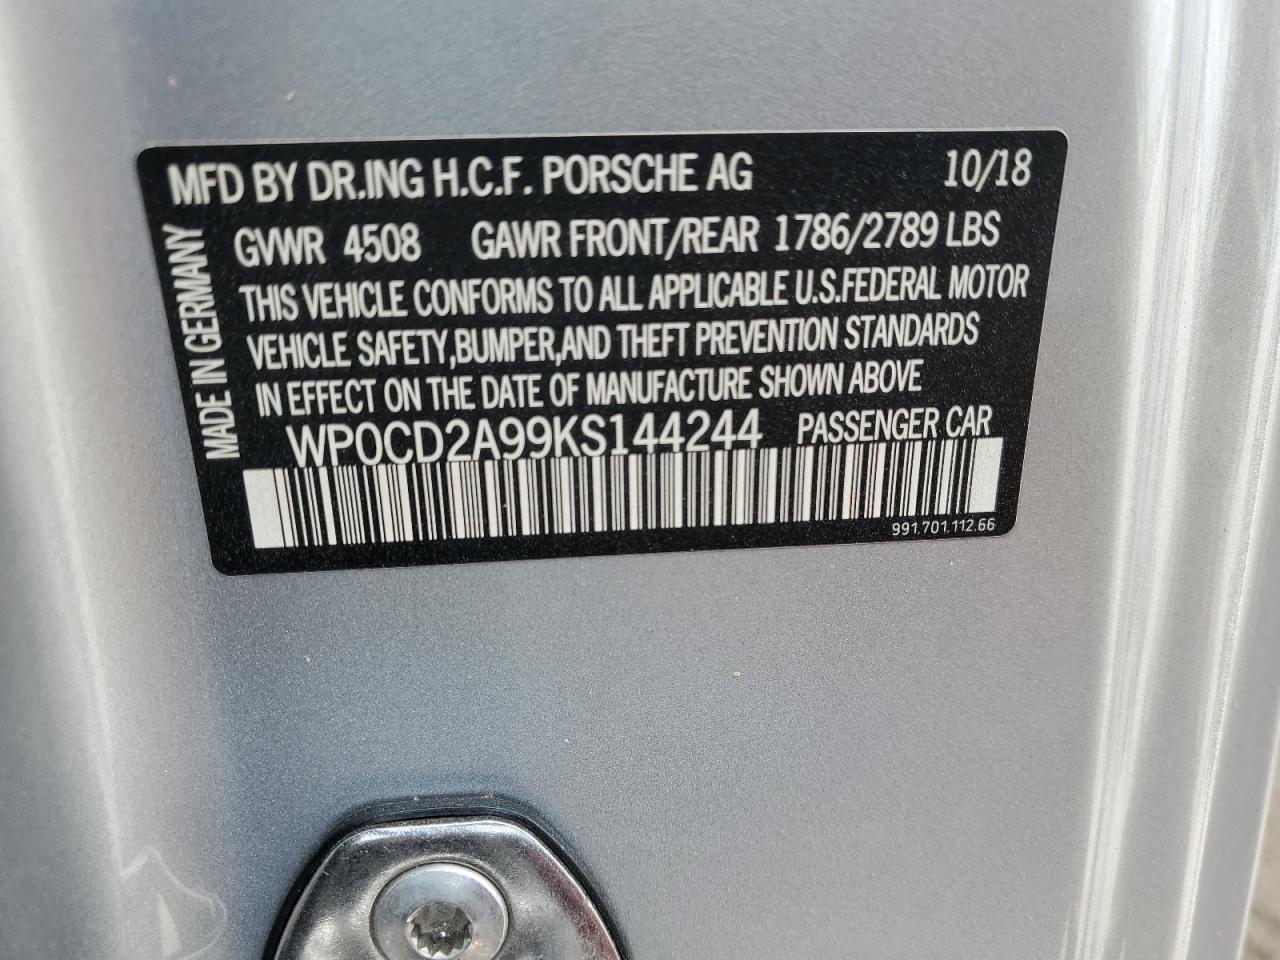 MFD BY DR.ING H.C.F. PORSCHE AG 10/18
GVWR 4508 GAWR FRONT/REAR 1786/2789 LBS
THIS VEHICLE CONFORMS TO ALL APPLICABLE U.S.FEDERAL MOTOR
VEHICLE SAFETY,BUMPER,AND THEFT PREVENTION STANDARDS
IN EFFECT ON THE DATE OF MANUFACTURE SHOWN ABOVE
WP0CD2A99KS144244 PASSENGER CAR
991.701.112.66
MADE IN GERMANY